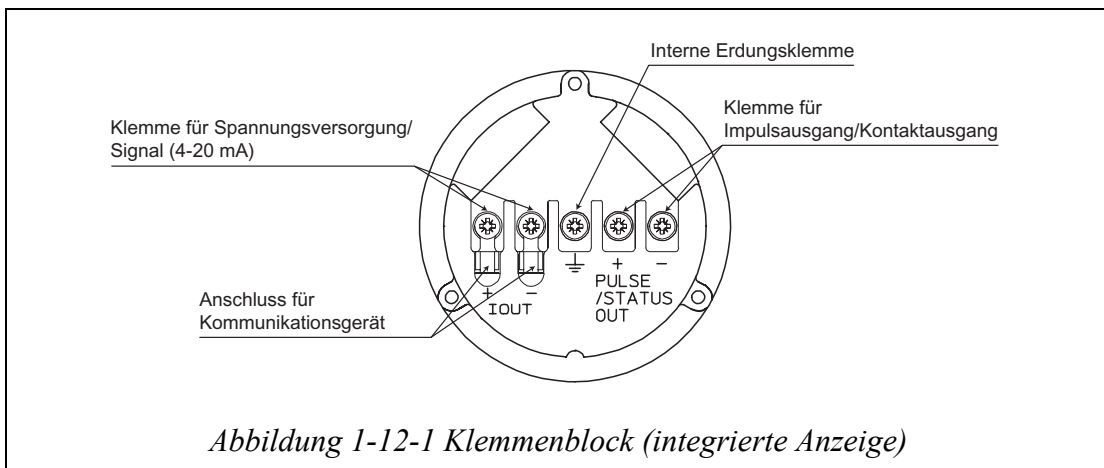 Interne Erdungsklemme
Klemme für
Impulsausgang/Kontaktausgang
Klemme für Spannungsversorgung/
Signal (4-20 mA)
+ -
PULSE
/STATUS
OUT
+ -
IOUT
Anschluss für
Kommunikationsgerät
Abbildung 1-12-1 Klemmenblock (integrierte Anzeige)